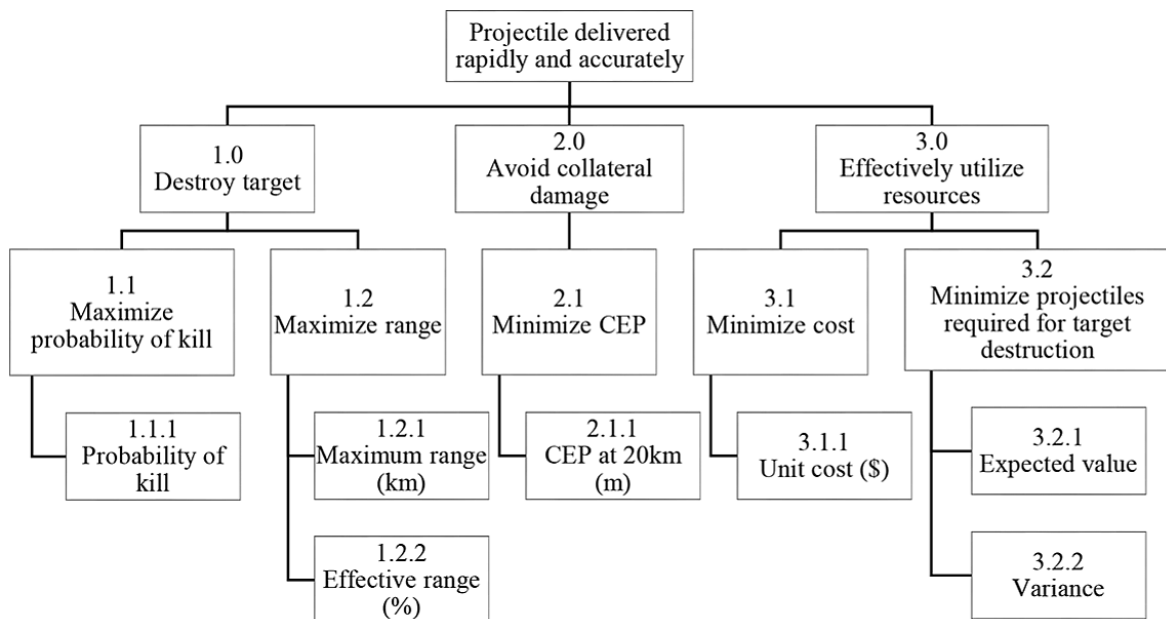 Projectile delivered
rapidly and accurately
1.0
Destroy target
2.0
Avoid collateral
damage
3.0
Effectively utilize
resources
1.1
Maximize
probability of kill
1.2
Maximize range
2.1
Minimize CEP
3.1
Minimize cost
3.2
Minimize projectiles
required for target
destruction
1.1.1
Probability of
kill
1.2.1
Maximum range
(km)
2.1.1
CEP at 20km
(m)
3.1.1
Unit cost ($)
3.2.1
Expected value
1.2.2
Effective range
(%)
3.2.2
Variance